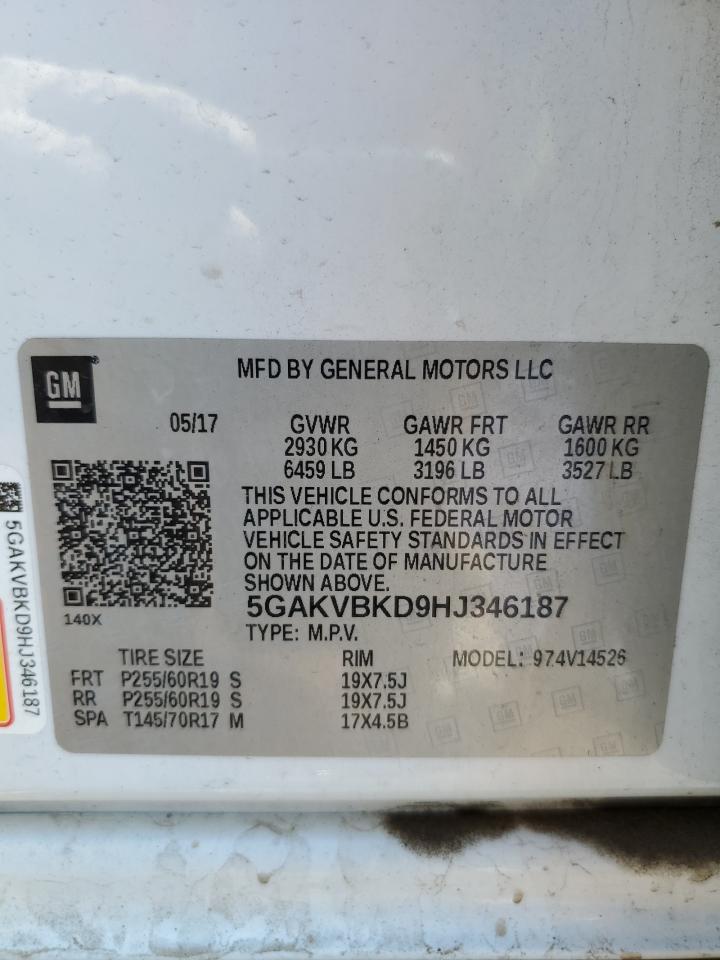 GM
MFD BY GENERAL MOTORS LLC
05/17 GVWR GAWR FRT GAWR RR
2930 KG 1450 KG 1600 KG
6459 LB 3196 LB 3527 LB
THIS VEHICLE CONFORMS TO ALL
APPLICABLE U.S. FEDERAL MOTOR
VEHICLE SAFETY STANDARDS IN EFFECT
ON THE DATE OF MANUFACTURE
SHOWN ABOVE.
5GAKVBKD9HJ346187
140X
TYPE: M.P.V.
TIRE SIZE RIM MODEL: 974V14526
FRT P255/60R19 S 19X7.5J
RR P255/60R19 S 19X7.5J
SPA T145/70R17 M 17X4.5B
5GAKVBKD9HJ346187